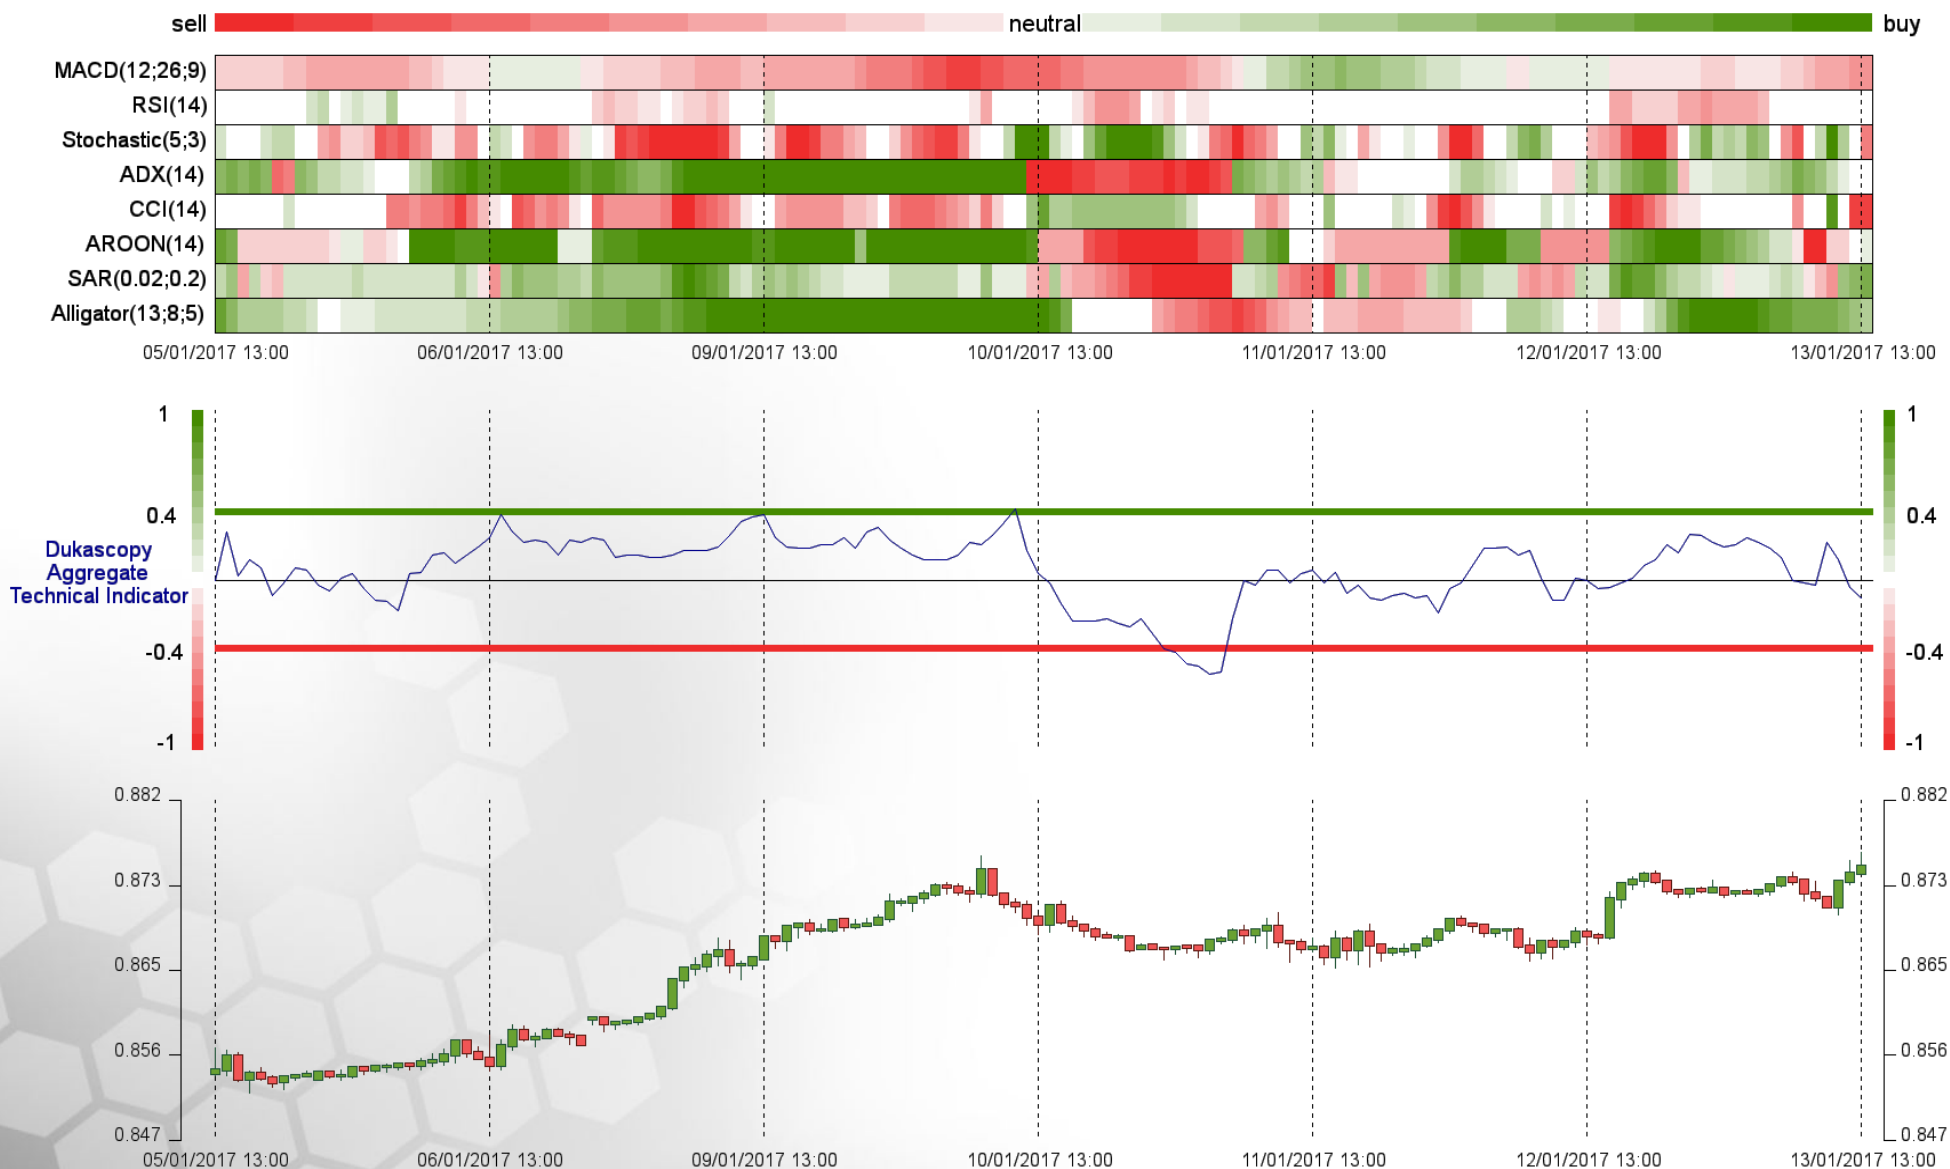 sell neutral buy
MACD(12;26;9)
RSI(14)
Stochastic(5;3)
ADX(14)
CCI(14)
AROON(14)
SAR(0.02;0.2)
Alligator(13;8;5)
05/01/2017 13:00 06/01/2017 13:00 09/01/2017 13:00 10/01/2017 13:00 11/01/2017 13:00 12/01/2017 13:00 13/01/2017 13:00
1 1
0.4 0.4
Dukascopy
Aggregate
Technical Indicator
-0.4 -0.4
-1 -1
0.882 0.882
0.873 0.873
0.865 0.865
0.856 0.856
0.847 0.847
05/01/2017 13:00 06/01/2017 13:00 09/01/2017 13:00 10/01/2017 13:00 11/01/2017 13:00 12/01/2017 13:00 13/01/2017 13:00